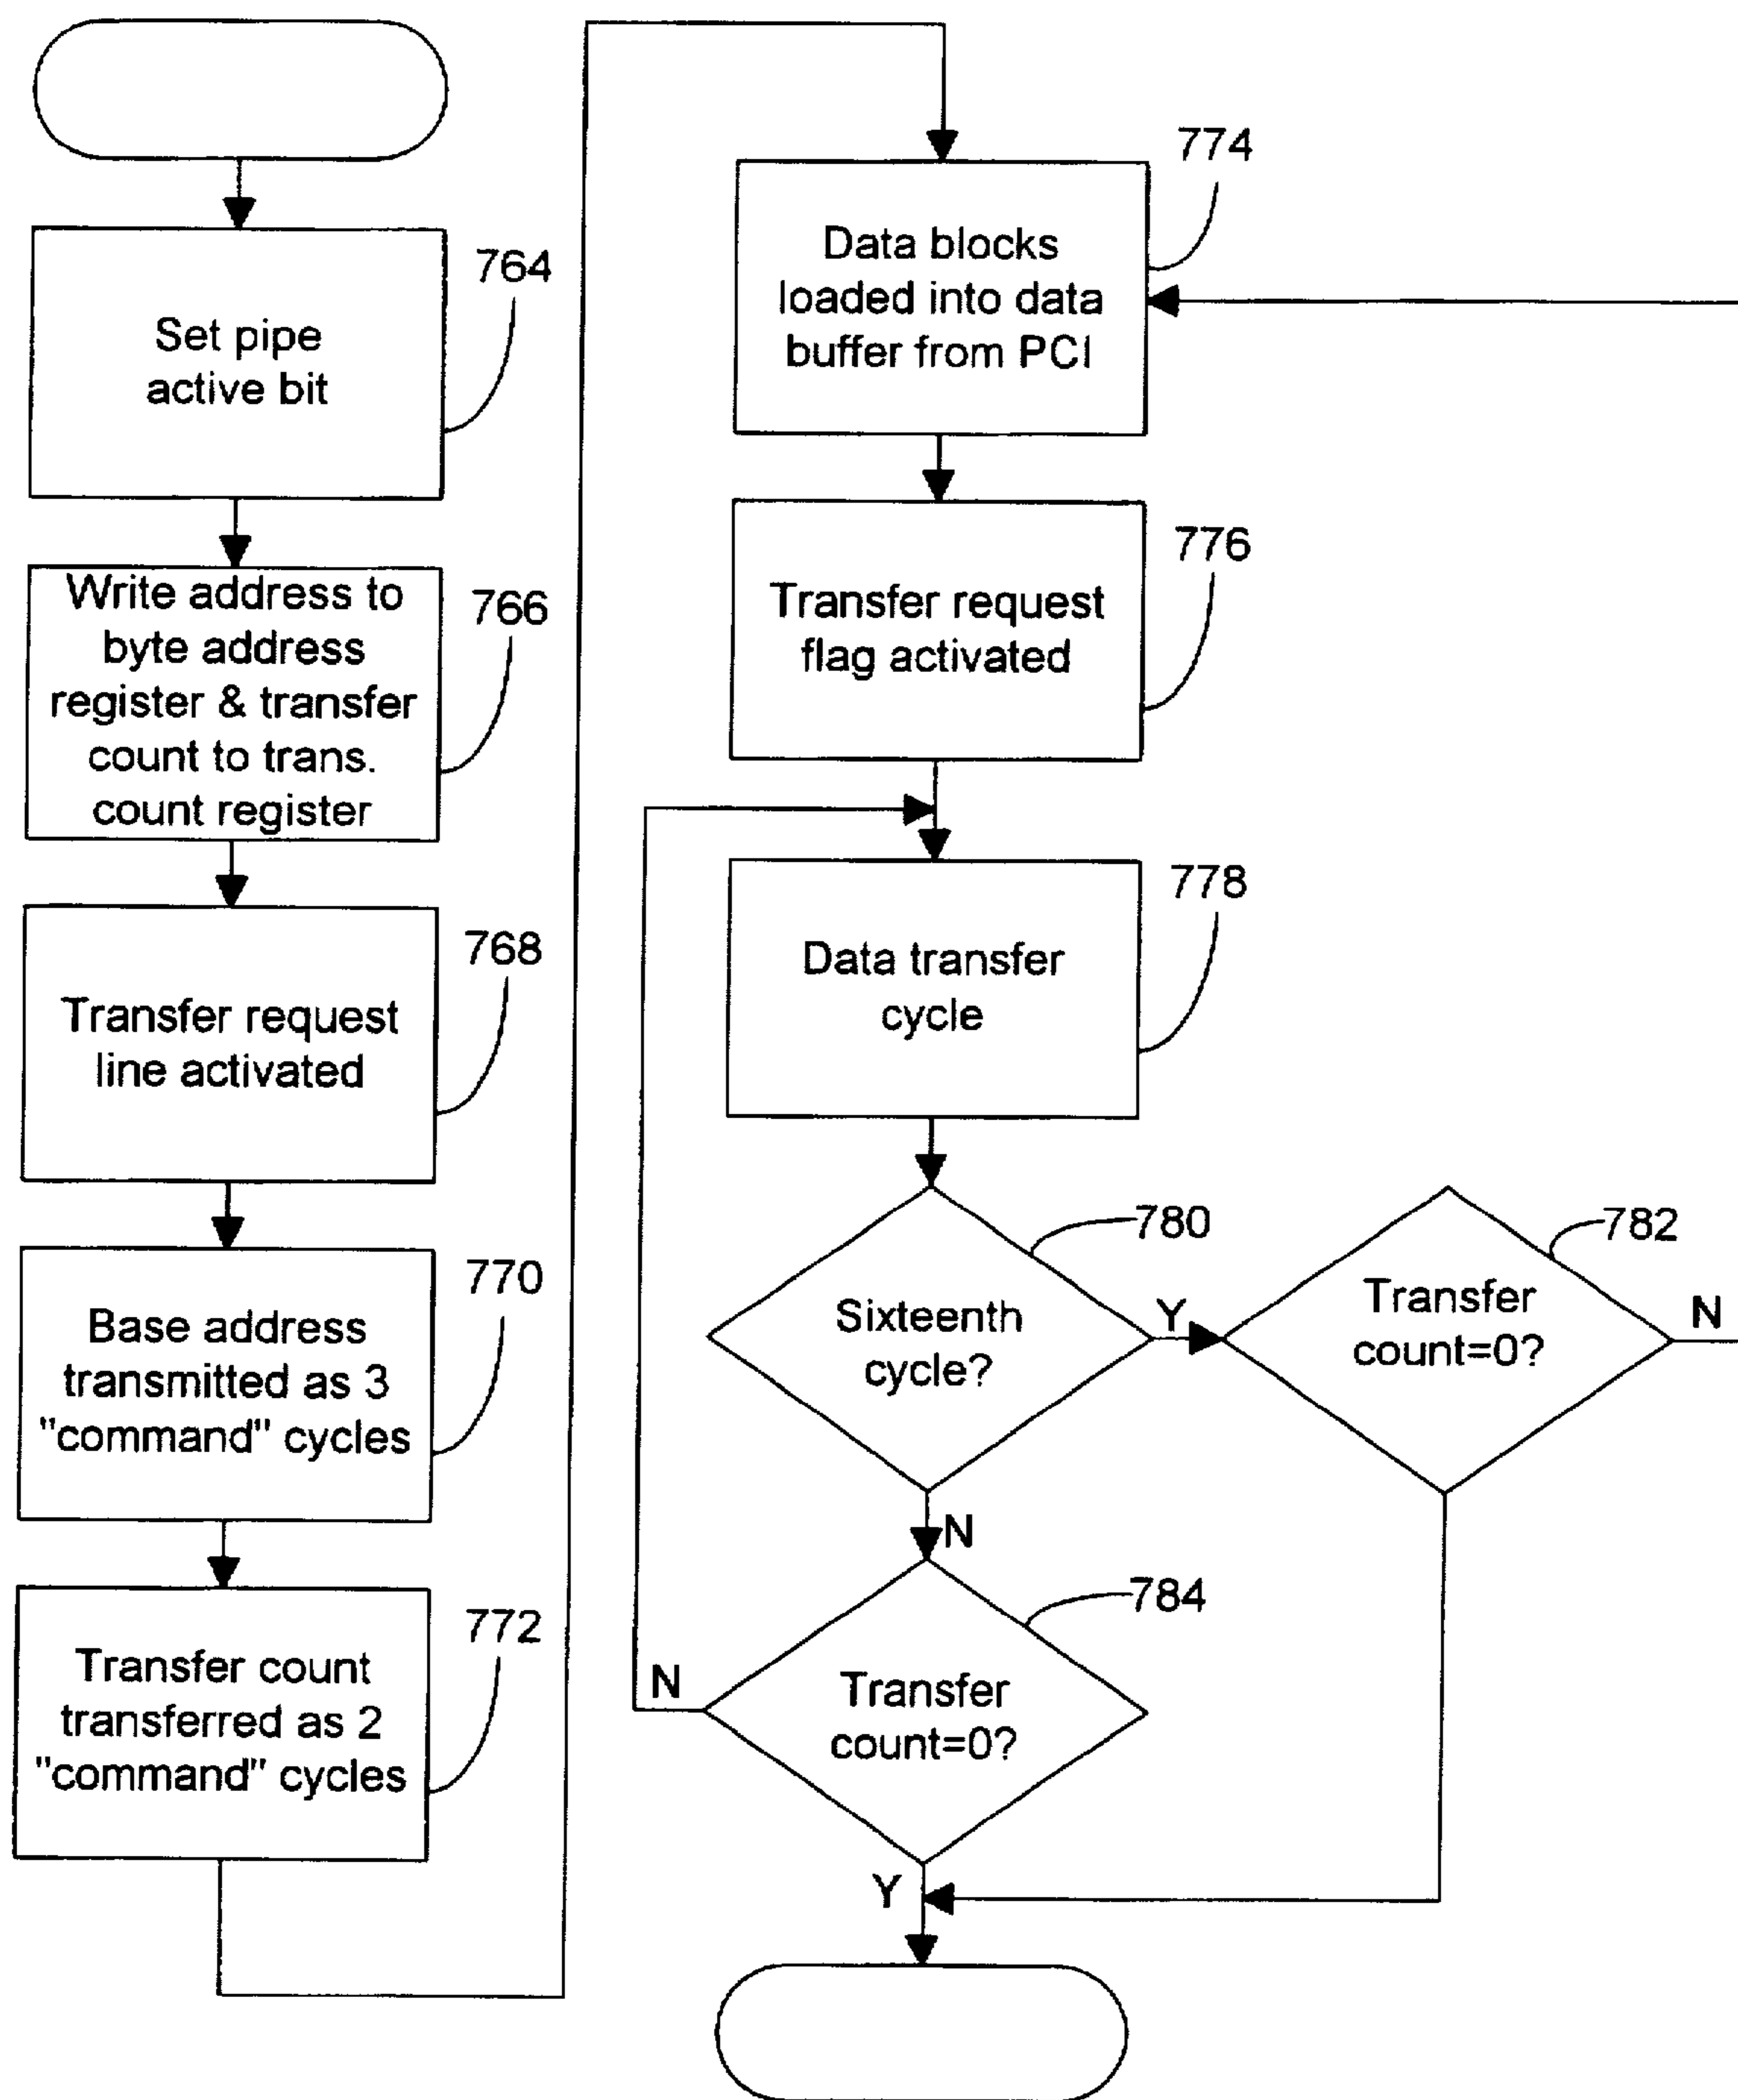 764
Set pipe
active bit
766
Write address to
byte address
register & transfer
count to trans.
count register
768
Transfer request
line activated
770
Base address
transmitted as 3
"command" cycles
772
Transfer count
transferred as 2
"command" cycles
774
Data blocks
loaded into data
buffer from PCI
776
Transfer request
flag activated
778
Data transfer
cycle
780
Sixteenth
cycle?
Y
782
Transfer
count=0?
N
N
784
Transfer
count=0?
N
Y